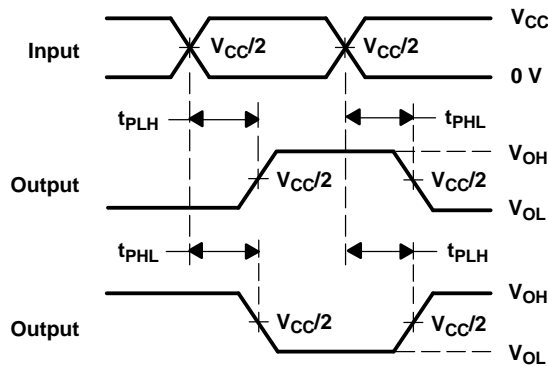 V_CC
Input V_CC/2 V_CC/2
0 V
t_PLH t_PHL
V_OH
Output V_CC/2 V_CC/2
V_OL
t_PHL t_PLH
V_OH
Output V_CC/2 V_CC/2
V_OL